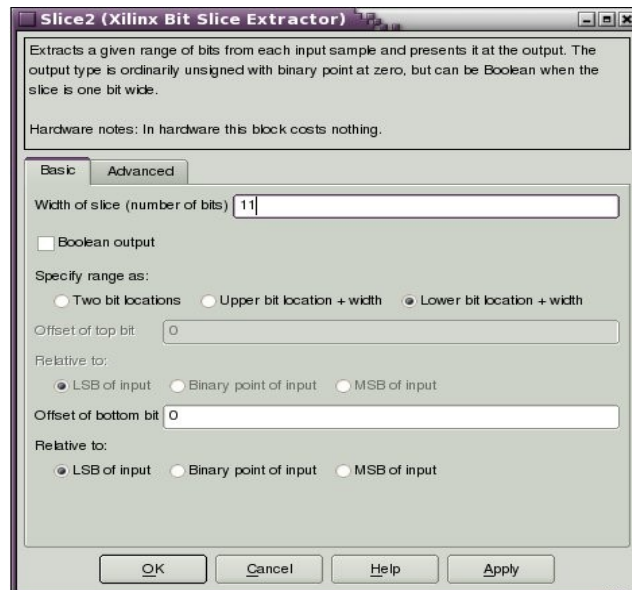 Slice2 (Xilinx Bit Slice Extractor)
Extracts a given range of bits from each input sample and presents it at the output. The
output type is ordinarily unsigned with binary point at zero, but can be Boolean when the
slice is one bit wide.
Hardware notes: In hardware this block costs nothing.
Basic Advanced
Width of slice (number of bits) 11
Boolean output
Specify range as:
Two bit locations Upper bit location + width Lower bit location + width
Offset of top bit 0
Relative to:
LSB of input Binary point of input MSB of input
Offset of bottom bit 0
Relative to:
LSB of input Binary point of input MSB of input
OK Cancel Help Apply